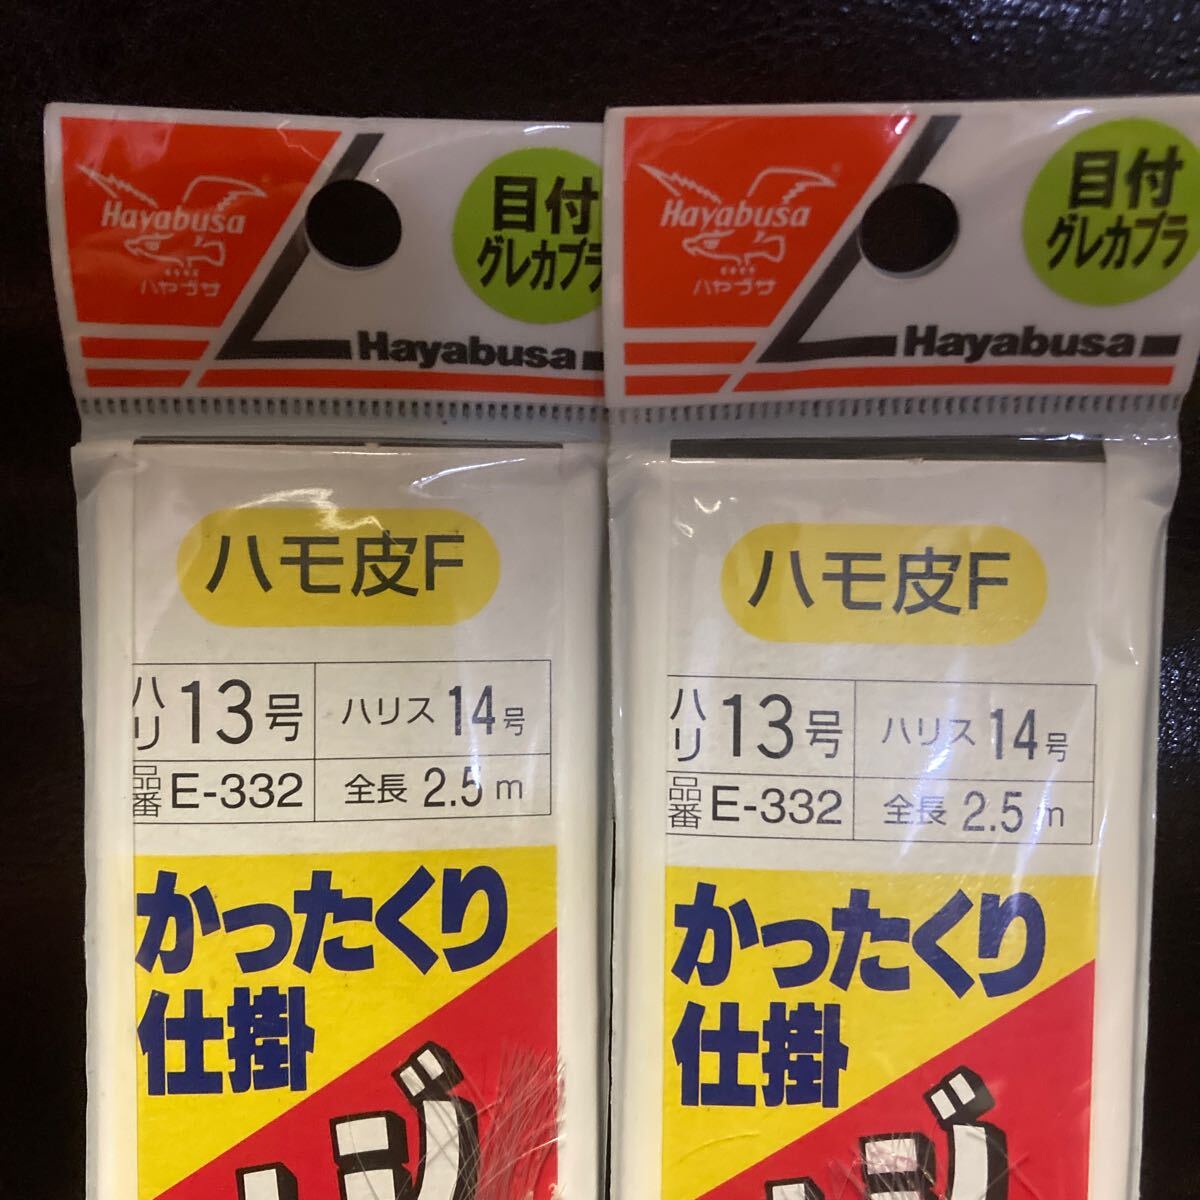 Hayabusa
ハヤブサ
目付
グレカブラ
Hayabusa
ハモ皮F
ハリ 13号 ハリス 14号
品番 E-332 全長 2.5m
かったくり
仕掛
Hayabusa
ハヤブサ
目付
グレカブラ
Hayabusa
ハモ皮F
ハリ 13号 ハリス 14号
品番 E-332 全長 2.5m
かったくり
仕掛